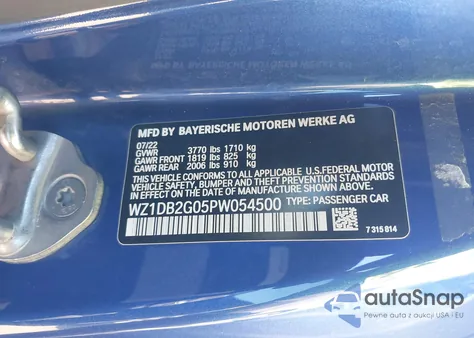 MFD BY BAYERISCHE MOTOREN WERKE AG
07/22
GVWR 3770 lbs 1710 kg
GAWR FRONT 1819 lbs 825 kg
GAWR REAR 2006 lbs 910 kg
THIS VEHICLE CONFORMS TO ALL APPLICABLE U.S.FEDERAL MOTOR
VEHICLE SAFETY, BUMPER, AND THEFT PREVENTION STANDARDS IN
EFFECT ON THE DATE OF MANUFACTURE SHOWN ABOVE.
WZ1DB2G05PW054500 TYPE: PASSENGER CAR
7 315 814
autoSnap
Pewne auta z aukcji USA i EU